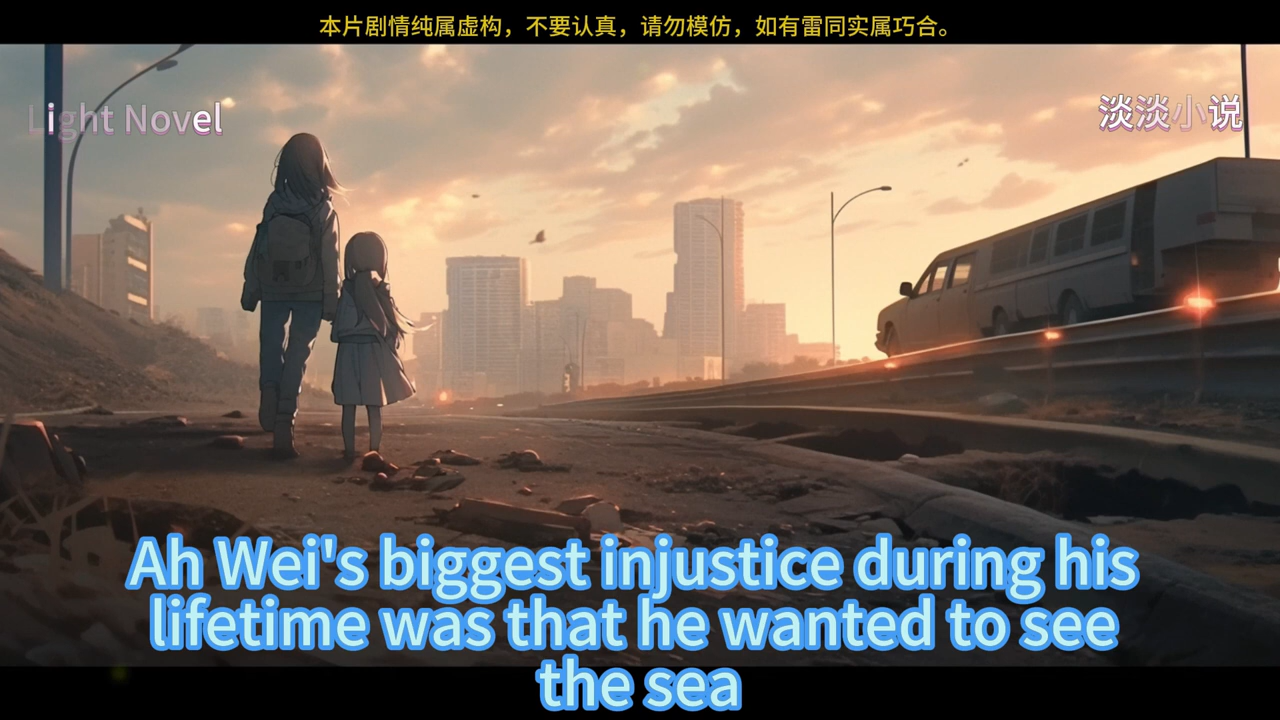 本片剧情纯属虚构，不要认真，请勿模仿，如有雷同实属巧合。
Light Novel
淡淡小说
Ah Wei's biggest injustice during his
lifetime was that he wanted to see
the sea